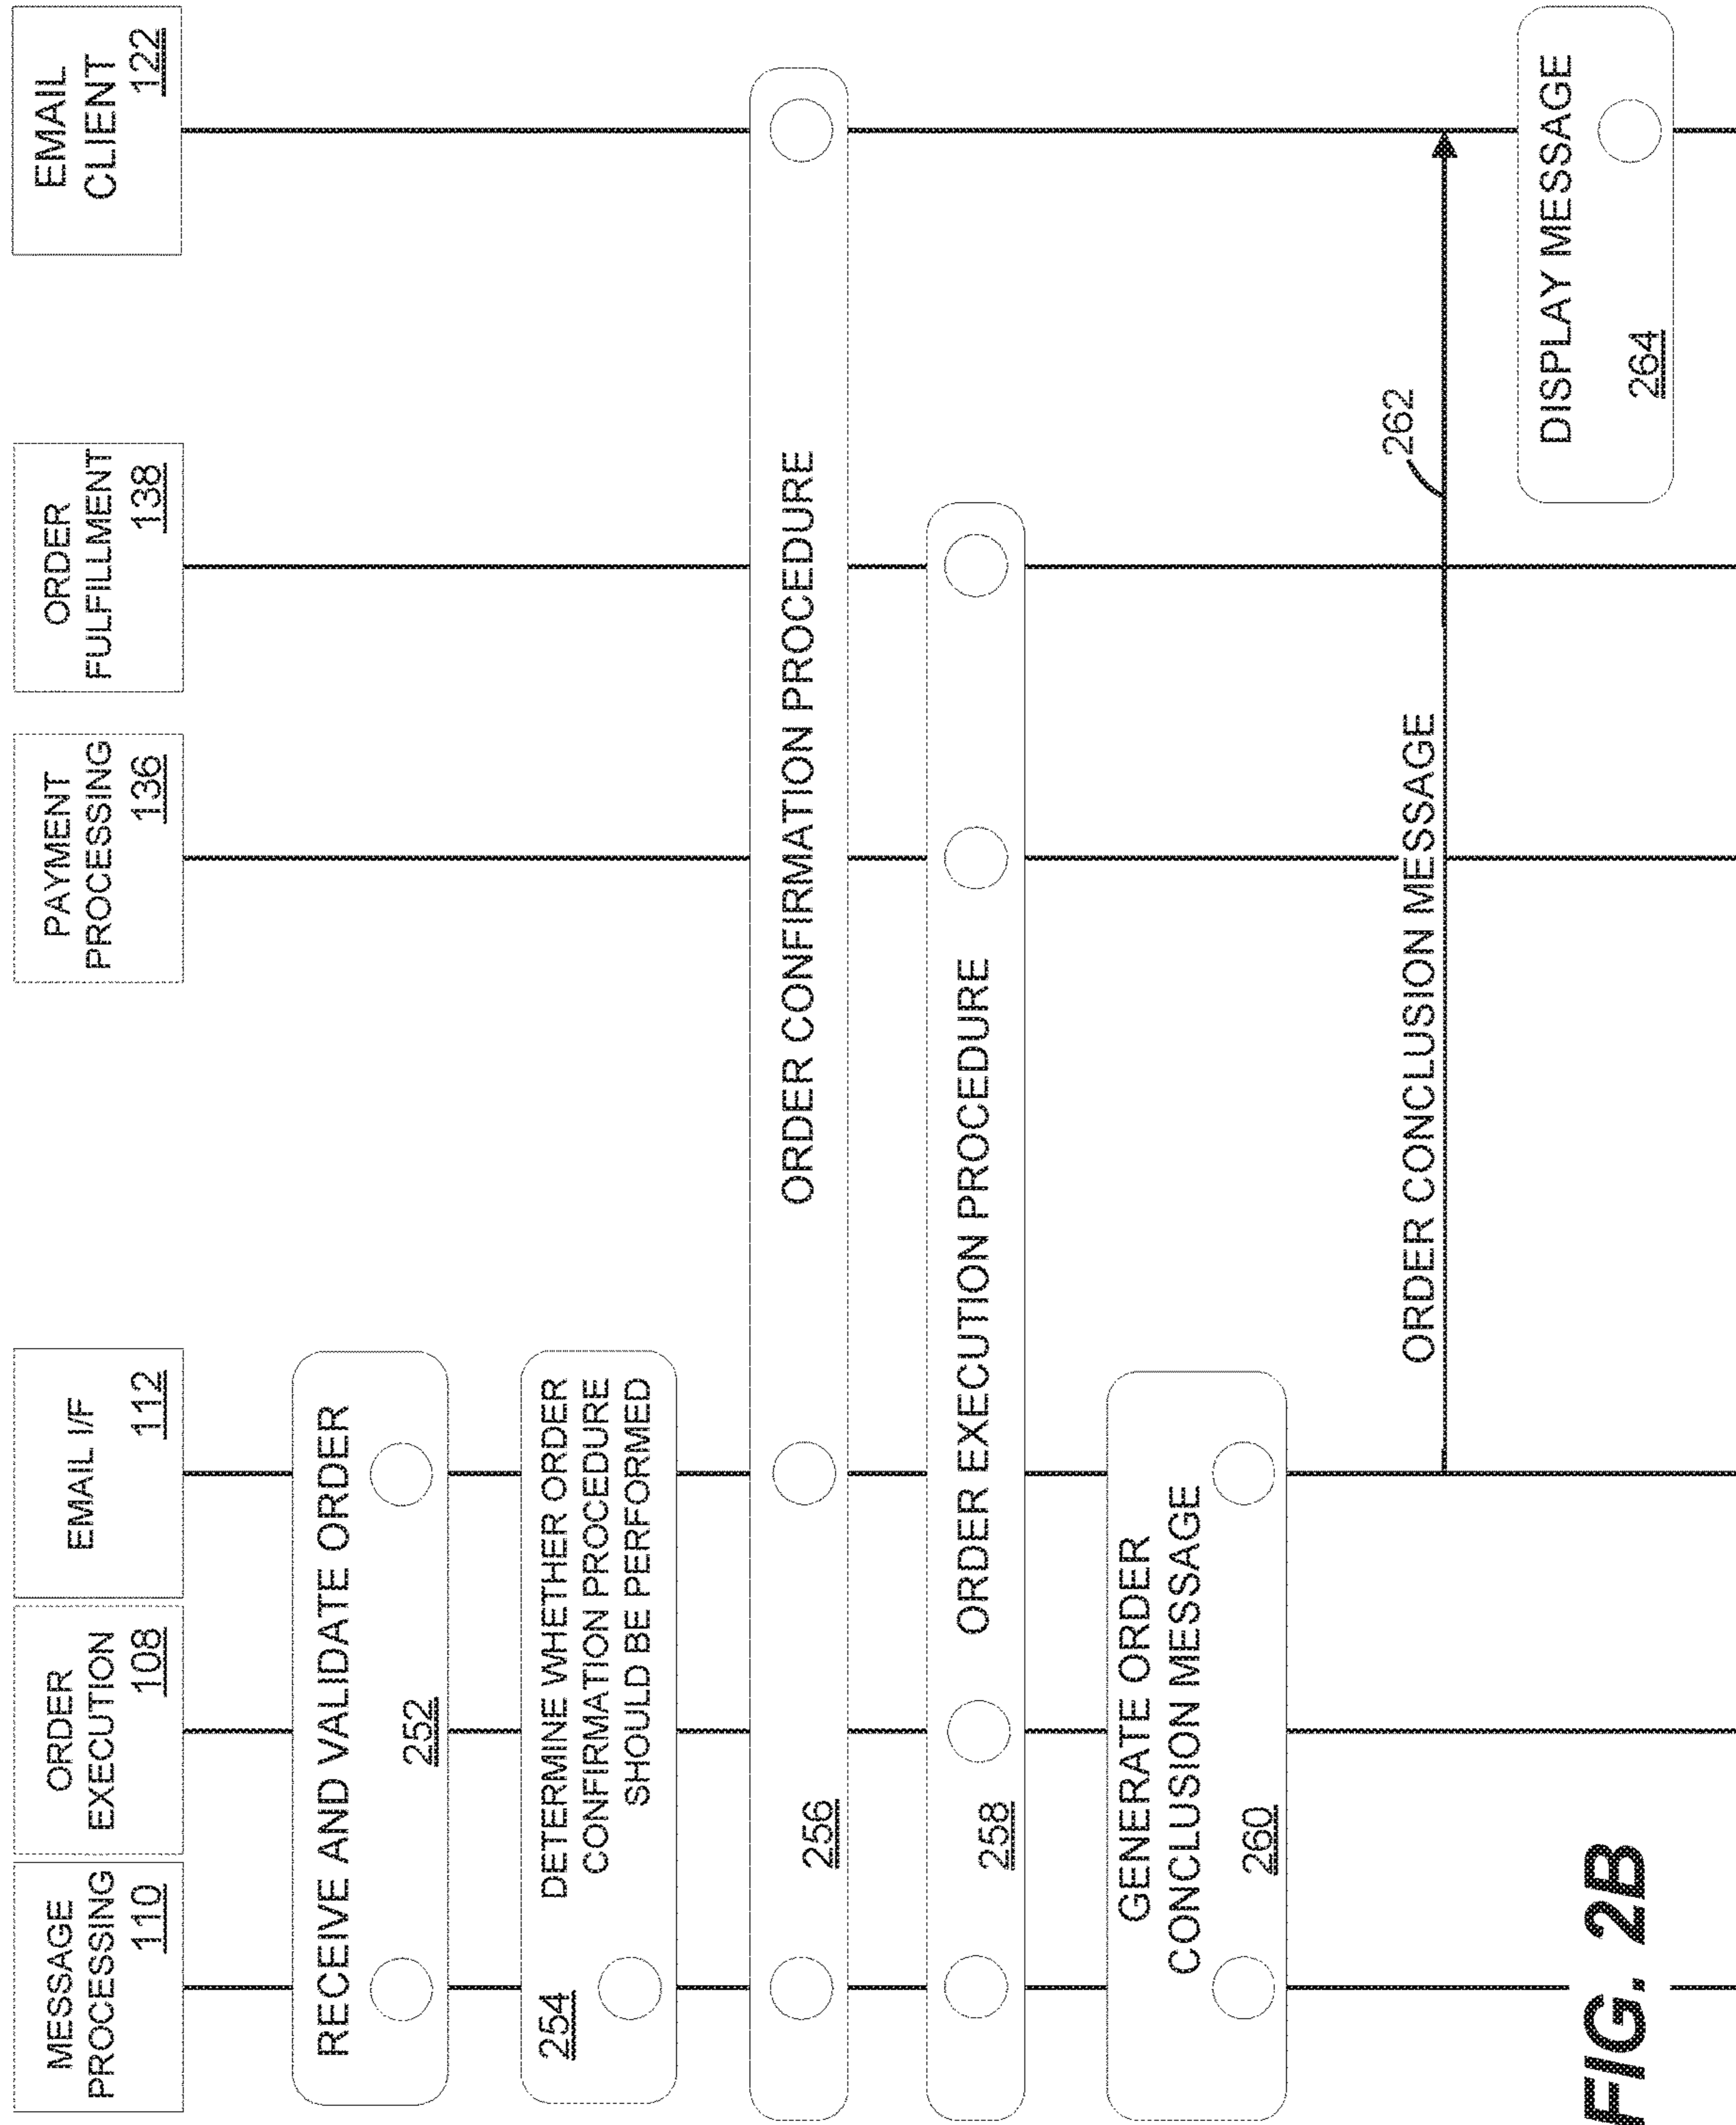 MESSAGE
PROCESSING
110
ORDER
EXECUTION
108
EMAIL I/F
112
PAYMENT
PROCESSING
136
ORDER
FULFILLMENT
138
EMAIL
CLIENT
122
RECEIVE AND VALIDATE ORDER
252
254
DETERMINE WHETHER ORDER
CONFIRMATION PROCEDURE
SHOULD BE PERFORMED
ORDER CONFIRMATION PROCEDURE
256
ORDER EXECUTION PROCEDURE
258
GENERATE ORDER
CONCLUSION MESSAGE
260
ORDER CONCLUSION MESSAGE
262
DISPLAY MESSAGE
264
FIG. 2B